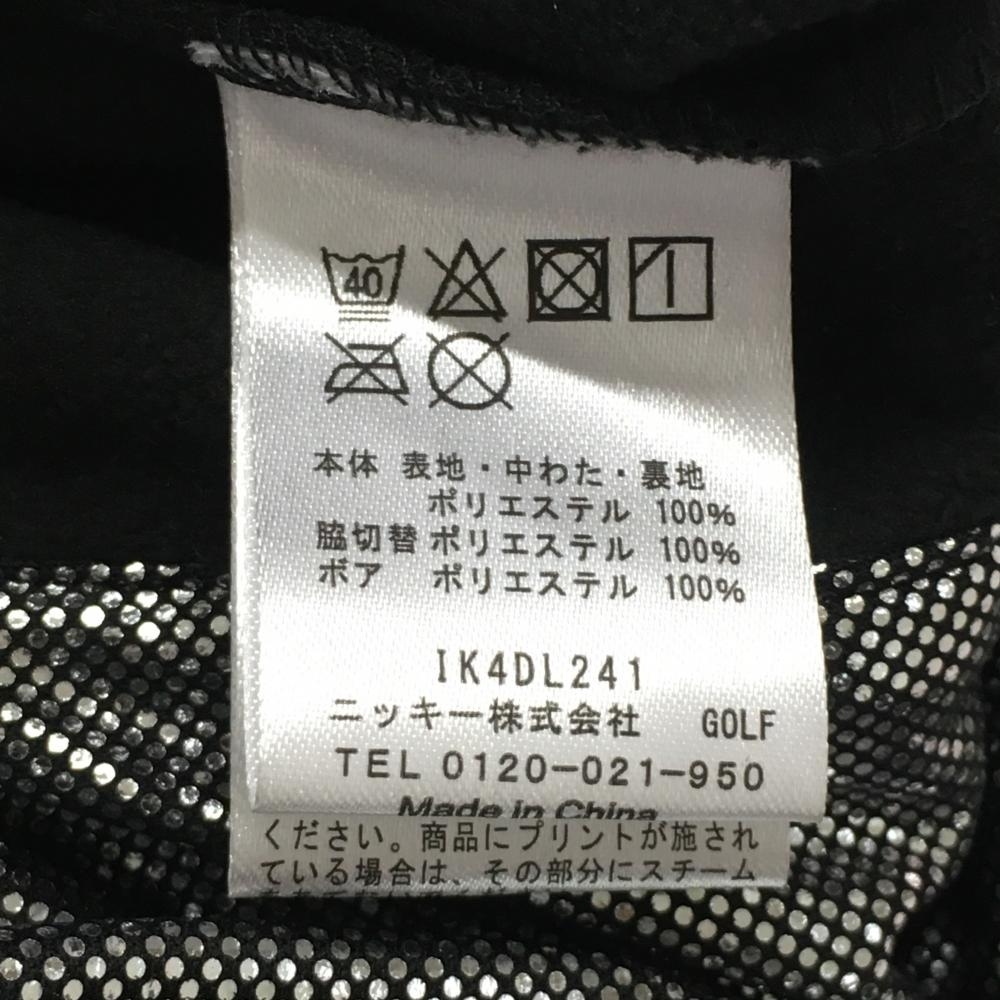 40
本体 表地・中わた・裏地
ポリエステル 100%
脇切替 ポリエステル 100%
ボア ポリエステル 100%
IK4DL241
ニッキー株式会社 GOLF
TEL 0120-021-950
Made in China
ください。商品にプリントが施され
ている場合は、その部分にスチーム